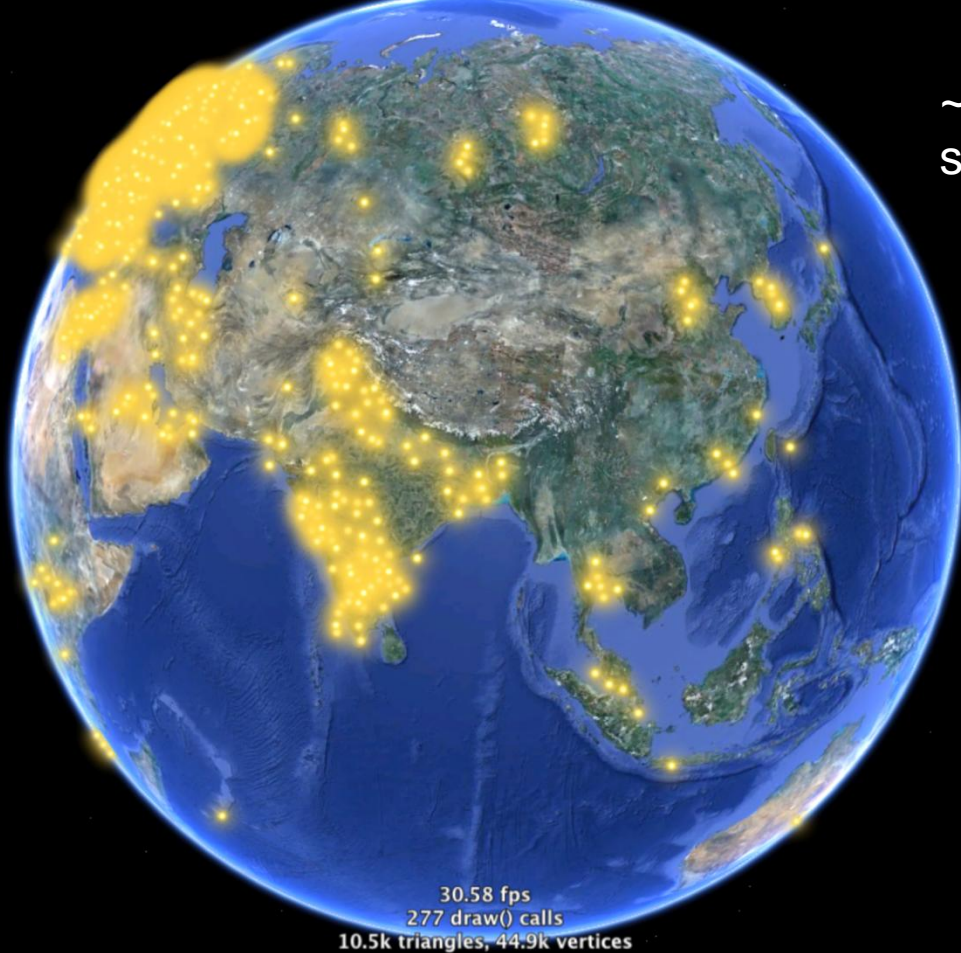 ~
s
30.58 fps
277 draw() calls
10.5k triangles, 44.9k vertices